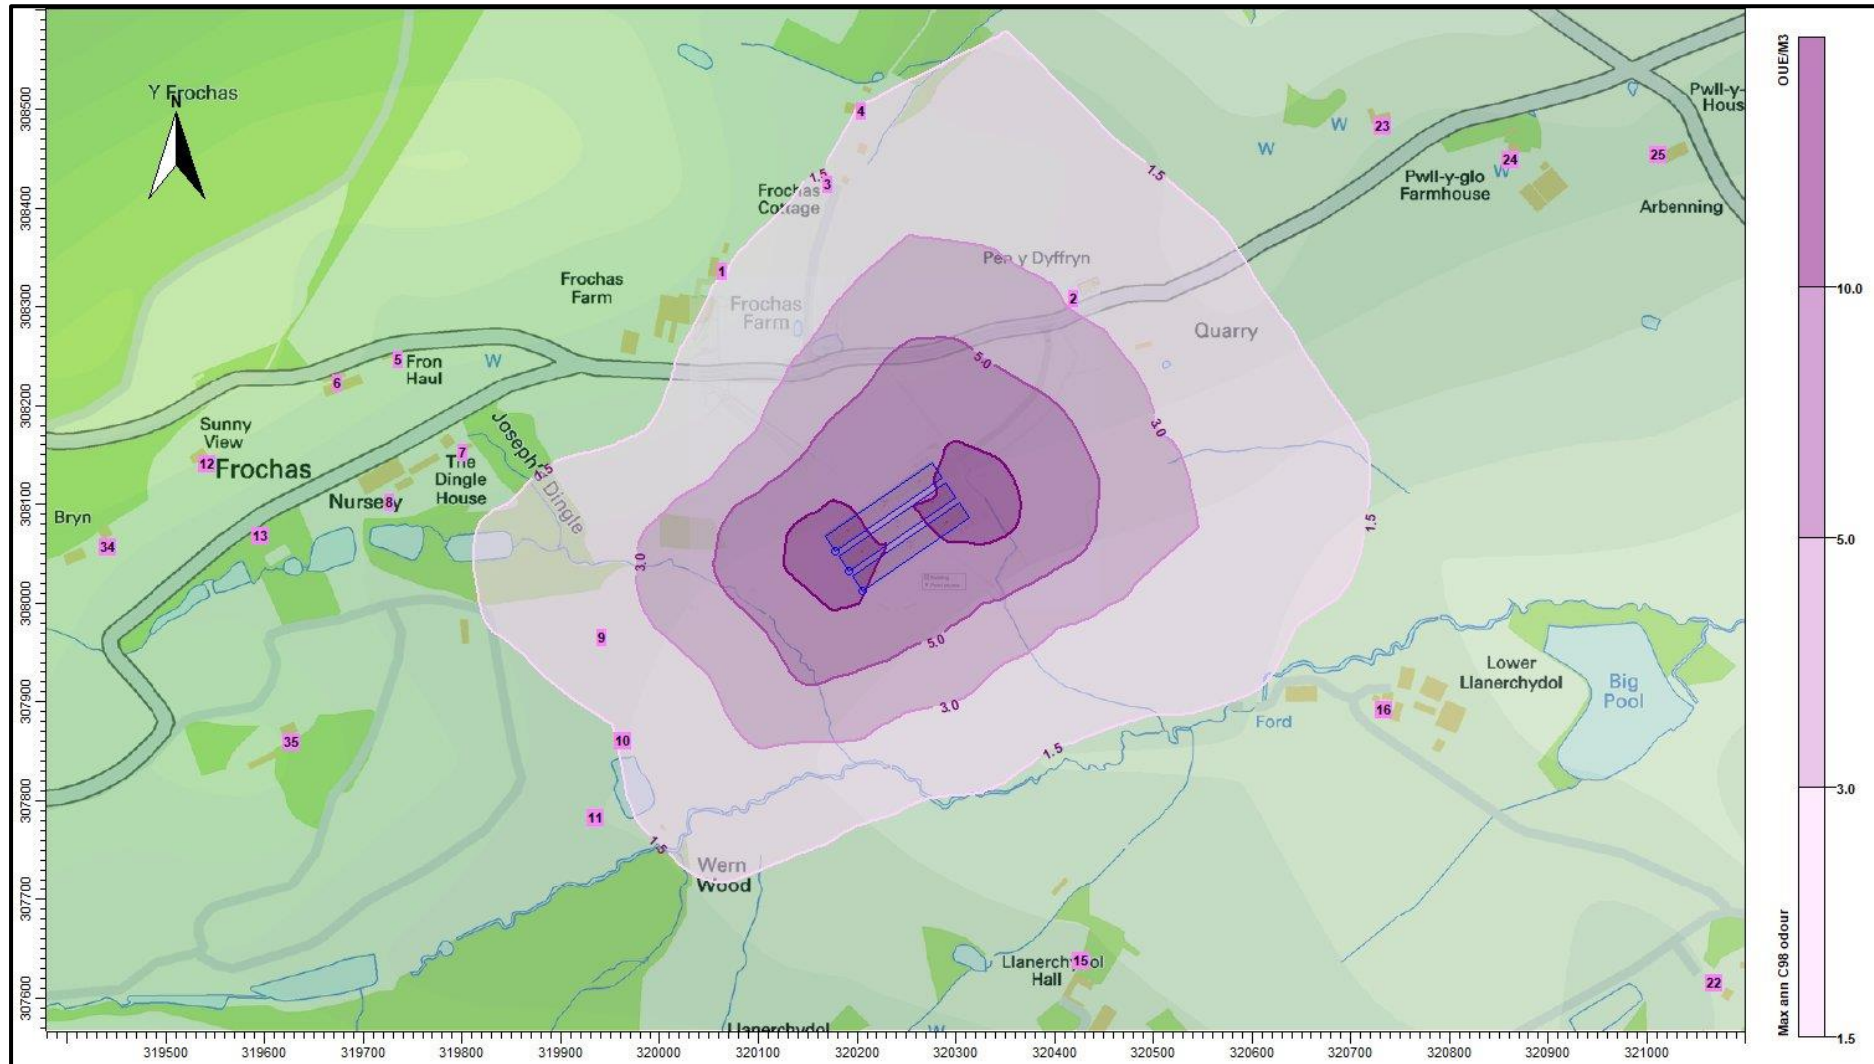 Y Frochas
N
4
3
1.5
Frochas
Cottage
1
Frochas
Farm
Frochas
Farm
Pen y Dyffryn
2
1.5
Quarry
23
24
25
W
W
W
Pwll-y-glo
Farmhouse
Pwll-y-
Hous
Arbenning
5
Fron
Haul
W
6
Sunny
View
12
Frochas
7
The
Dingle
House
Nursery
8
Joseph's Dingle
1.5
Bryn
34
13
5.0
3.0
3.0
1.5
9
5.0
3.0
10
11
1.5
1.5
35
Wern
Wood
Ford
16
Lower
Llanerchydol
Big
Pool
Llanerchydol
Hall
15
22
Llanerchydol
W
308500
308400
308300
308200
308100
308000
307900
307800
307700
307600
319500
319600
319700
319800
319900
320000
320100
320200
320300
320400
320500
320600
320700
320800
320900
321000
OUE/M3
10.0
5.0
3.0
1.5
Max ann C98 odour